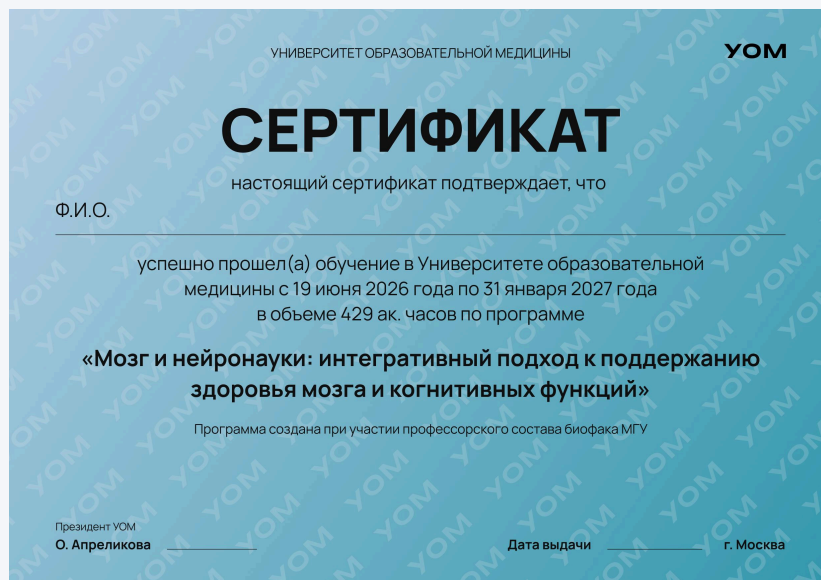 УНИВЕРСИТЕТ ОБРАЗОВАТЕЛЬНОЙ МЕДИЦИНЫ
УОМ
СЕРТИФИКАТ
настоящий сертификат подтверждает, что
Ф.И.О.
успешно прошел(а) обучение в Университете образовательной
медицины с 19 июня 2026 года по 31 января 2027 года
в объеме 429 ак. часов по программе
«Мозг и нейронауки: интегративный подход к поддержанию
здоровья мозга и когнитивных функций»
Программа создана при участии профессорского состава биофака МГУ
Президент УОМ
О. Апреликова
Дата выдачи
г. Москва